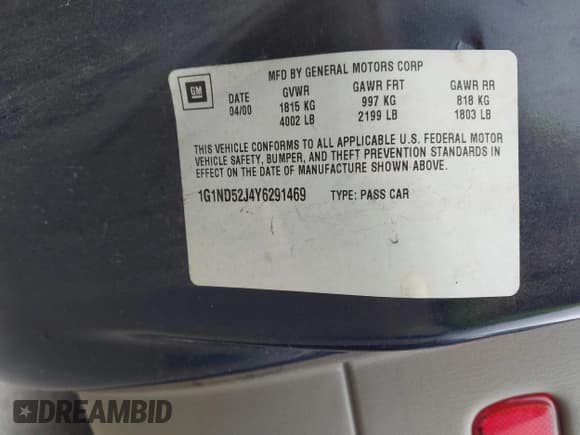 MFD BY GENERAL MOTORS CORP
GM
DATE GVWR GAWR FRT GAWR RR
04/00 1815 KG 997 KG 818 KG
4002 LB 2199 LB 1803 LB
THIS VEHICLE CONFORMS TO ALL APPLICABLE U.S. FEDERAL MOTOR
VEHICLE SAFETY, BUMPER, AND THEFT PREVENTION STANDARDS IN
EFFECT ON THE DATE OF MANUFACTURE SHOWN ABOVE.
1G1ND52J4Y6291469 TYPE: PASS CAR
DREAMBID